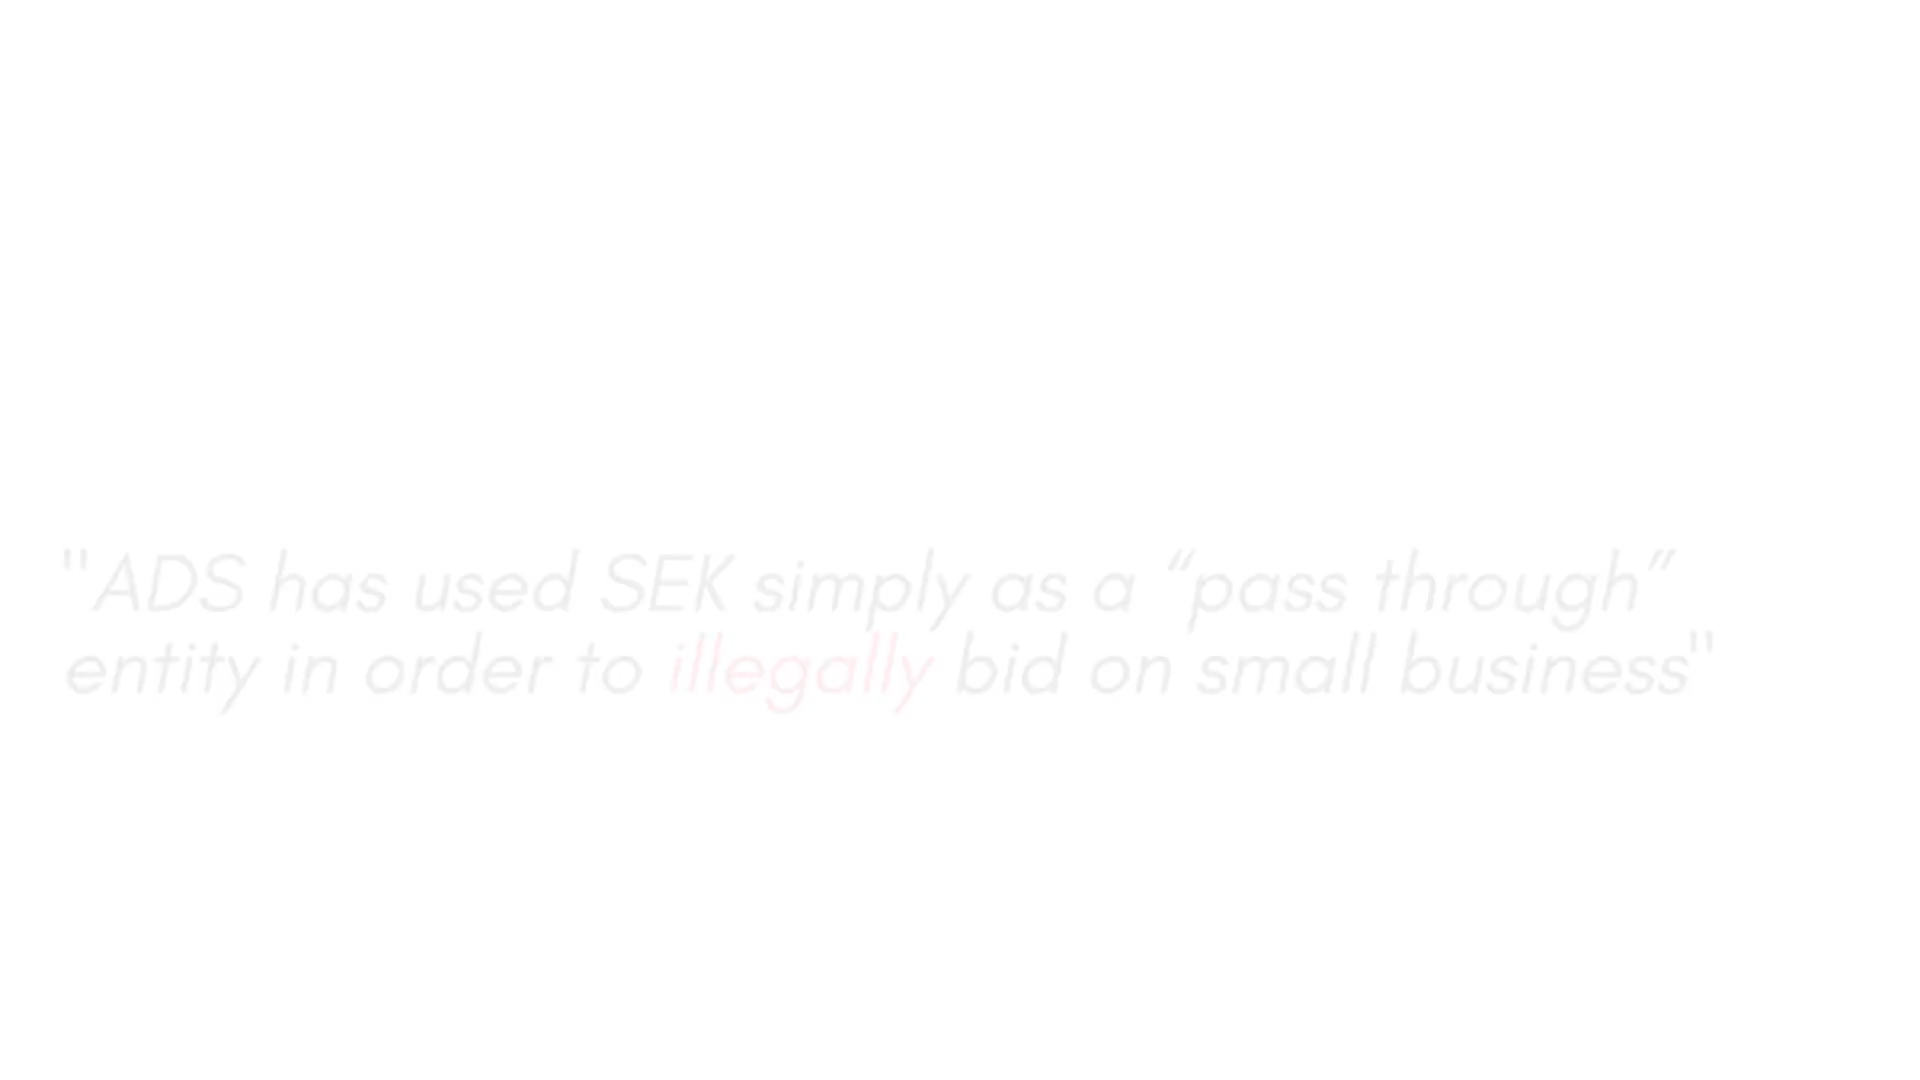 "ADS has used SEK simply as a “pass through”
entity in order to illegally bid on small business"